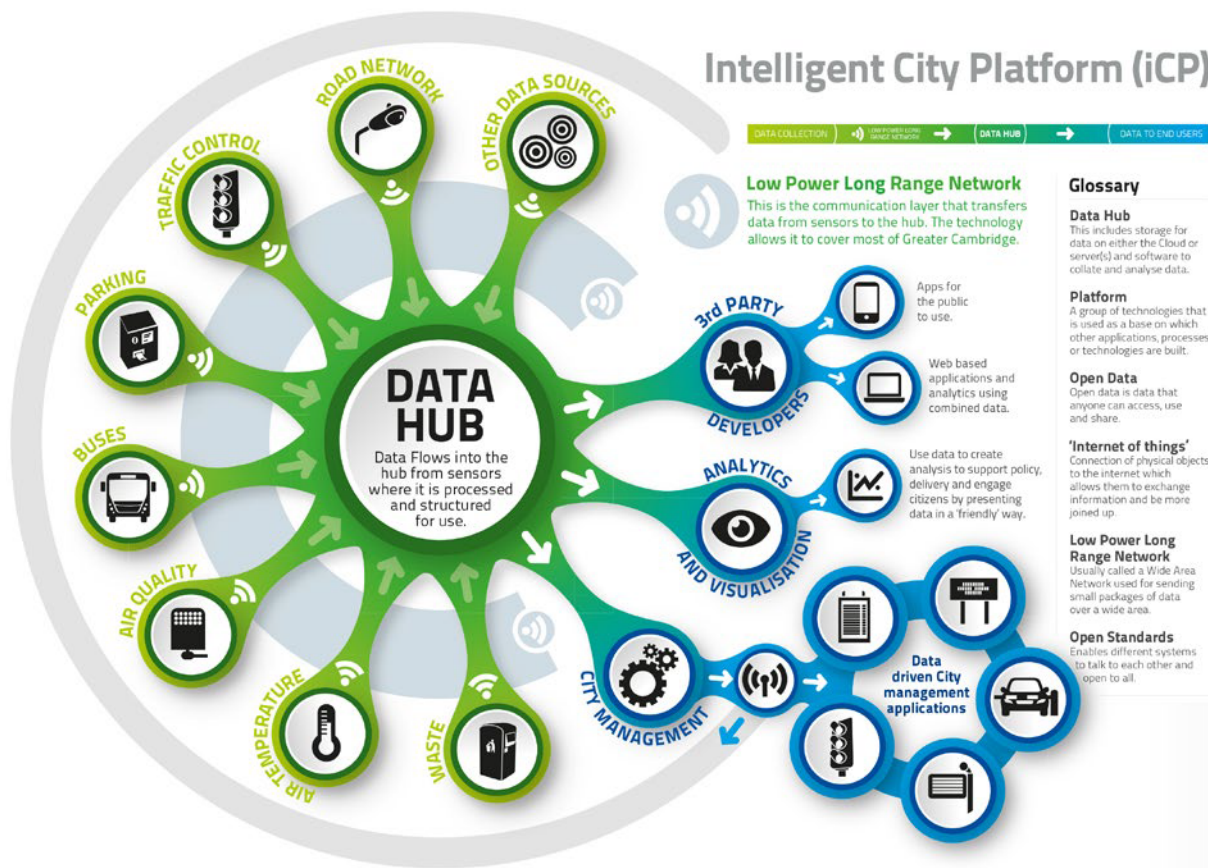 Intelligent City Platform (iCP)
DATA COLLECTION
LOW POWER LONG
RANGE NETWORK
DATA HUB
DATA TO END USERS
Low Power Long Range Network
This is the communication layer that transfers
data from sensors to the hub. The technology
allows it to cover most of Greater Cambridge.
ROAD NETWORK
OTHER DATA SOURCES
TRAFFIC CONTROL
PARKING
BUSES
AIR QUALITY
AIR TEMPERATURE
WASTE
DATA
HUB
Data Flows into the
hub from sensors
where it is processed
and structured
for use.
3rd PARTY
DEVELOPERS
Apps for
the public
to use.
Web based
applications and
analytics using
combined data.
ANALYTICS
AND VISUALISATION
Use data to create
analysis to support policy,
delivery and engage
citizens by presenting
data in a 'friendly' way.
CITY MANAGEMENT
Data
driven City
management
applications
Glossary
Data Hub
This includes storage for
data on either the Cloud or
server(s) and software to
collate and analyse data.
Platform
A group of technologies that
is used as a base on which
other applications, processes
or technologies are built.
Open Data
Open data is data that
anyone can access, use
and share.
'Internet of things'
Connection of physical objects
to the internet which
allows them to exchange
information and be more
joined up.
Low Power Long
Range Network
Usually called a Wide Area
Network used for sending
small packages of data
over a wide area.
Open Standards
Enables different systems
to talk to each other and
open to all.